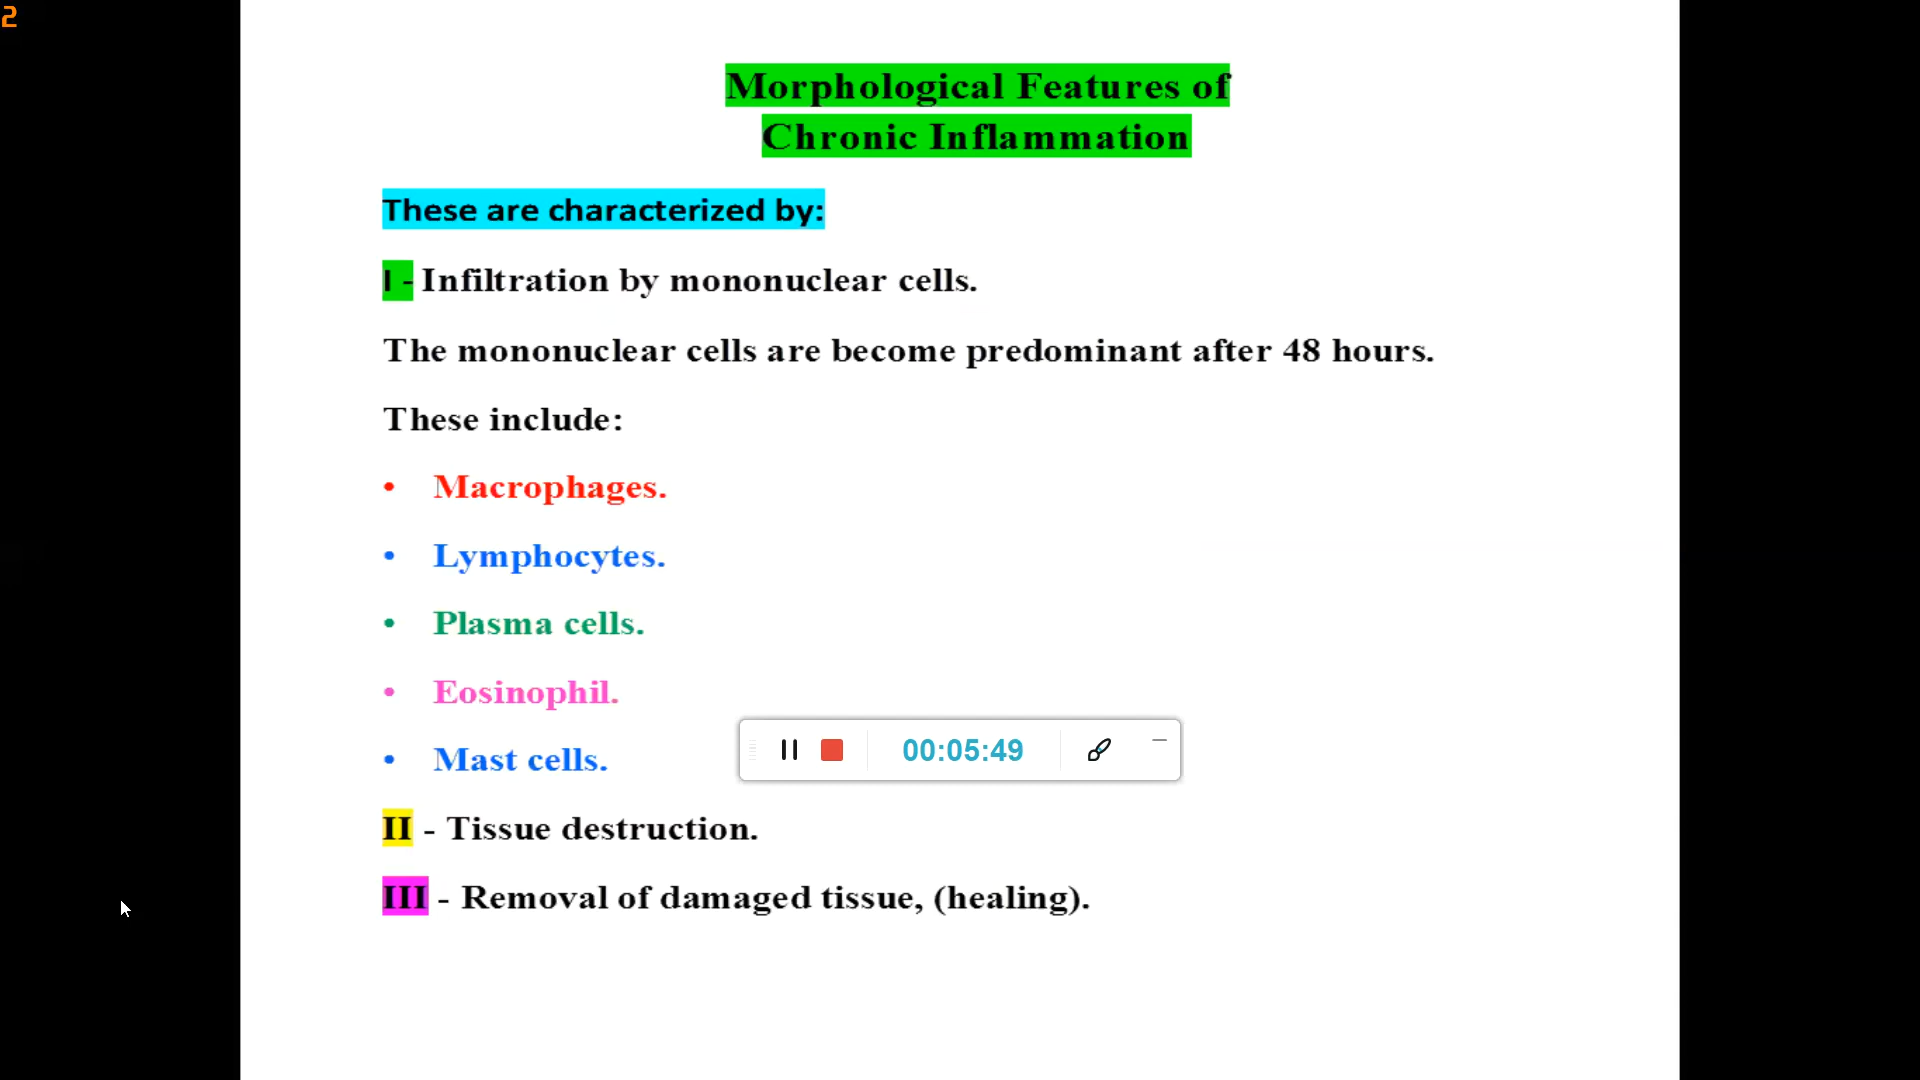 2
Morphological Features of
Chronic Inflammation
These are characterized by:
I - Infiltration by mononuclear cells.
The mononuclear cells are become predominant after 48 hours.
These include:
• Macrophages.
• Lymphocytes.
• Plasma cells.
• Eosinophil.
• Mast cells.
00:05:49
II - Tissue destruction.
III - Removal of damaged tissue, (healing).